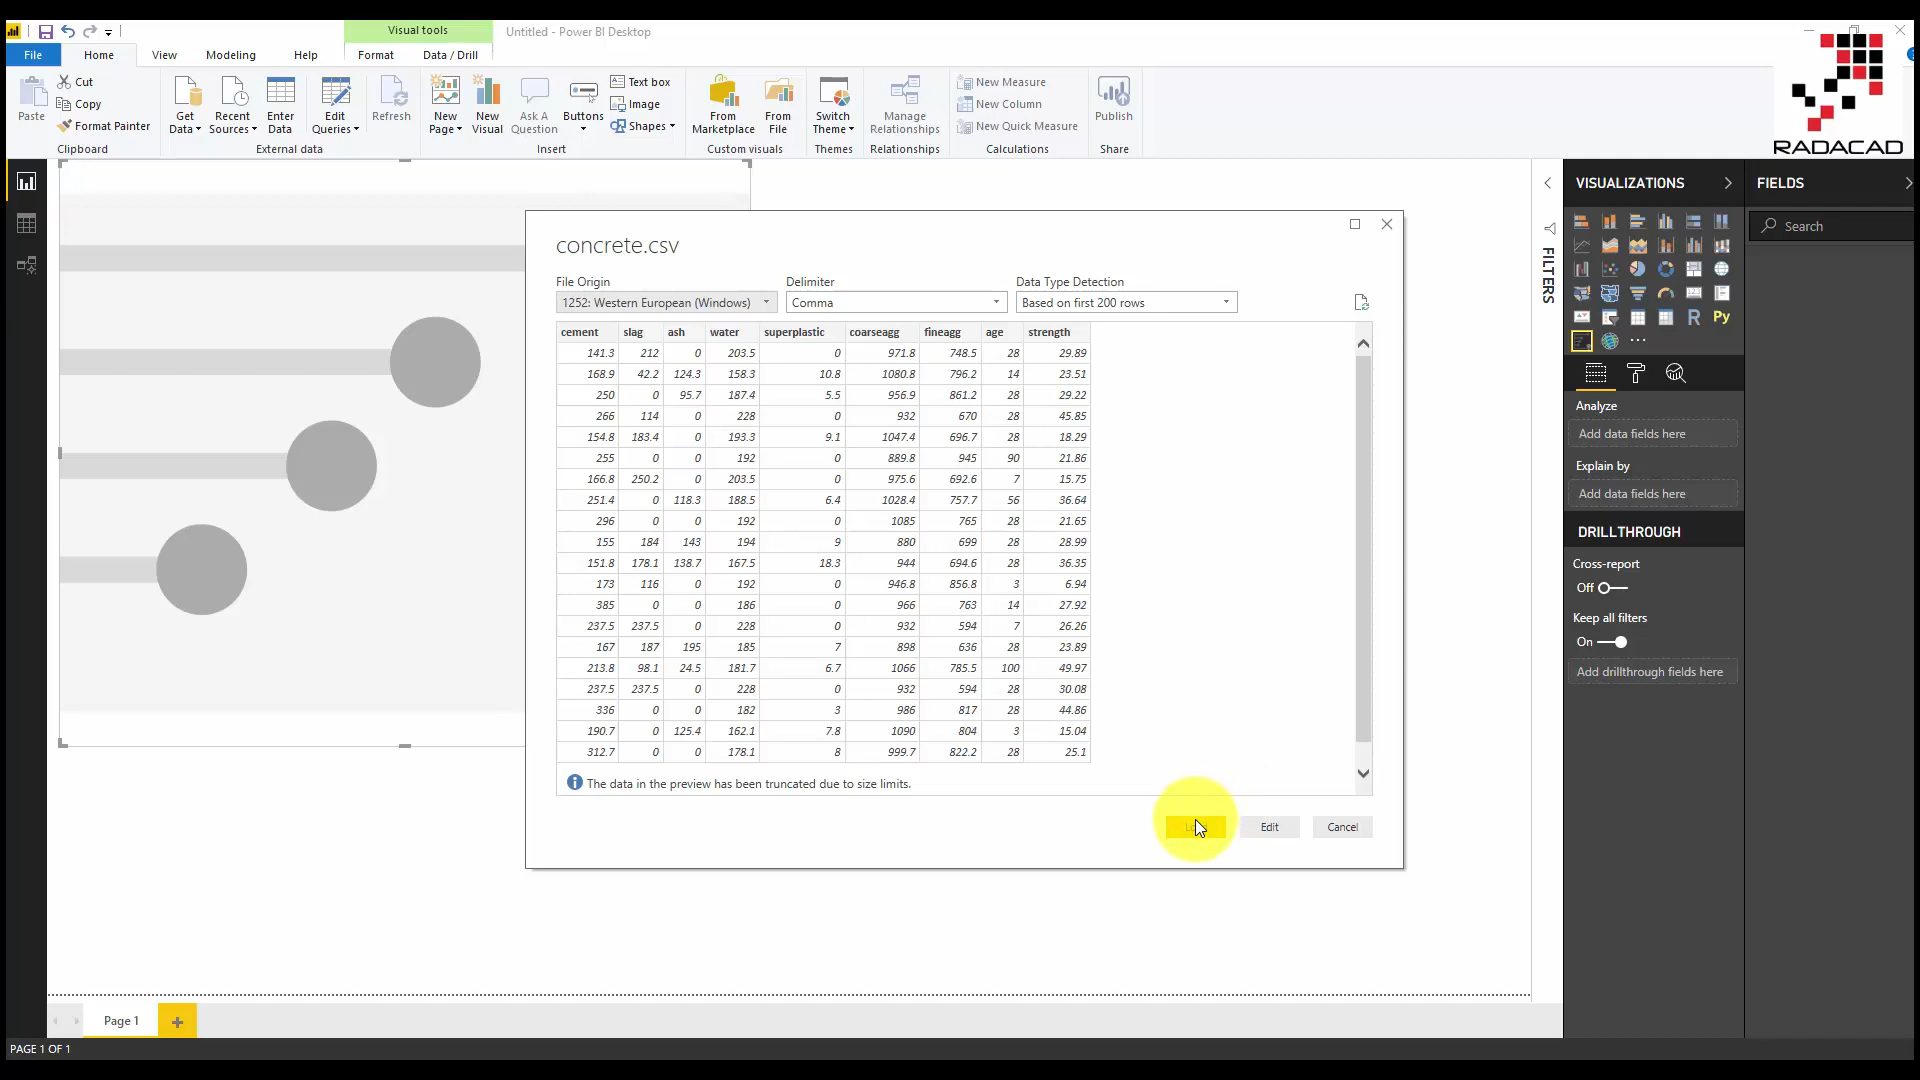 Visual tools
Untitled - Power BI Desktop
File Home View Modeling Help Format Data / Drill
Paste
Cut
Copy
Format Painter
Clipboard
Get Data
Recent Sources
Enter Data
Edit Queries
Refresh
External data
New Page
New Visual
Ask A Question
Buttons
Text box
Image
Shapes
Insert
From Marketplace
From File
Custom visuals
Switch Theme
Themes
Manage Relationships
Relationships
New Measure
New Column
New Quick Measure
Calculations
Publish
Share
RADACAD
VISUALIZATIONS
FIELDS
Search
FILTERS
R Py
Analyze
Add data fields here
Explain by
Add data fields here
DRILLTHROUGH
Cross-report
Off
Keep all filters
On
Add drillthrough fields here
concrete.csv
File Origin Delimiter Data Type Detection
1252: Western European (Windows) Comma Based on first 200 rows
cement slag ash water superplastic coarseagg fineagg age strength
141.3 212 0 203.5 0 971.8 748.5 28 29.89
168.9 42.2 124.3 158.3 10.8 1080.8 796.2 14 23.51
250 0 95.7 187.4 5.5 956.9 861.2 28 29.22
266 114 0 228 0 932 670 28 45.85
154.8 183.4 0 193.3 9.1 1047.4 696.7 28 18.29
255 0 0 192 0 889.8 945 90 21.86
166.8 250.2 0 203.5 0 975.6 692.6 7 15.75
251.4 0 118.3 188.5 6.4 1028.4 757.7 56 36.64
296 0 0 192 0 1085 765 28 21.65
155 184 143 194 9 880 699 28 28.99
151.8 178.1 138.7 167.5 18.3 944 694.6 28 36.35
173 116 0 192 0 946.8 856.8 3 6.94
385 0 0 186 0 966 763 14 27.92
237.5 237.5 0 228 0 932 594 7 26.26
167 187 195 185 7 898 636 28 23.89
213.8 98.1 24.5 181.7 6.7 1066 785.5 100 49.97
237.5 237.5 0 228 0 932 594 28 30.08
336 0 0 182 3 986 817 28 44.86
190.7 0 125.4 162.1 7.8 1090 804 3 15.04
312.7 0 0 178.1 8 999.7 822.2 28 25.1
The data in the preview has been truncated due to size limits.
Edit Cancel
Page 1
PAGE 1 OF 1